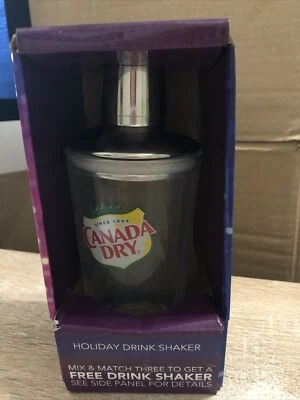 SINCE 1904
CANADA
DRY
HOLIDAY DRINK SHAKER
MIX & MATCH THREE TO GET A
FREE DRINK SHAKER
SEE SIDE PANEL FOR DETAILS